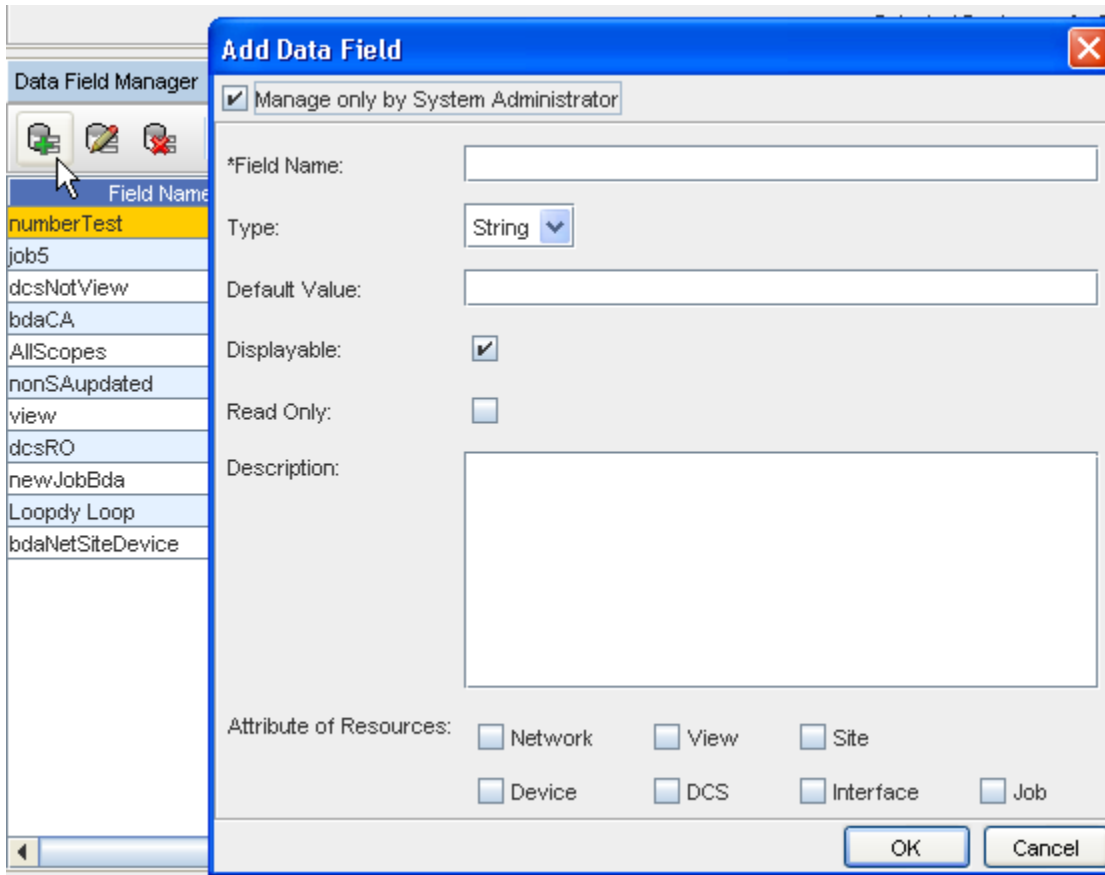 Add Data Field
Data Field Manager
Manage only by System Administrator
Field Name
numberTest
job5
dcsNotView
bdaCA
AllScopes
nonSAupdated
view
dcsRO
newJobBda
Loopdy Loop
bdaNetSiteDevice
*Field Name:
Type: String
Default Value:
Displayable:
Read Only:
Description:
Attribute of Resources: Network View Site
Device DCS Interface Job
OK Cancel